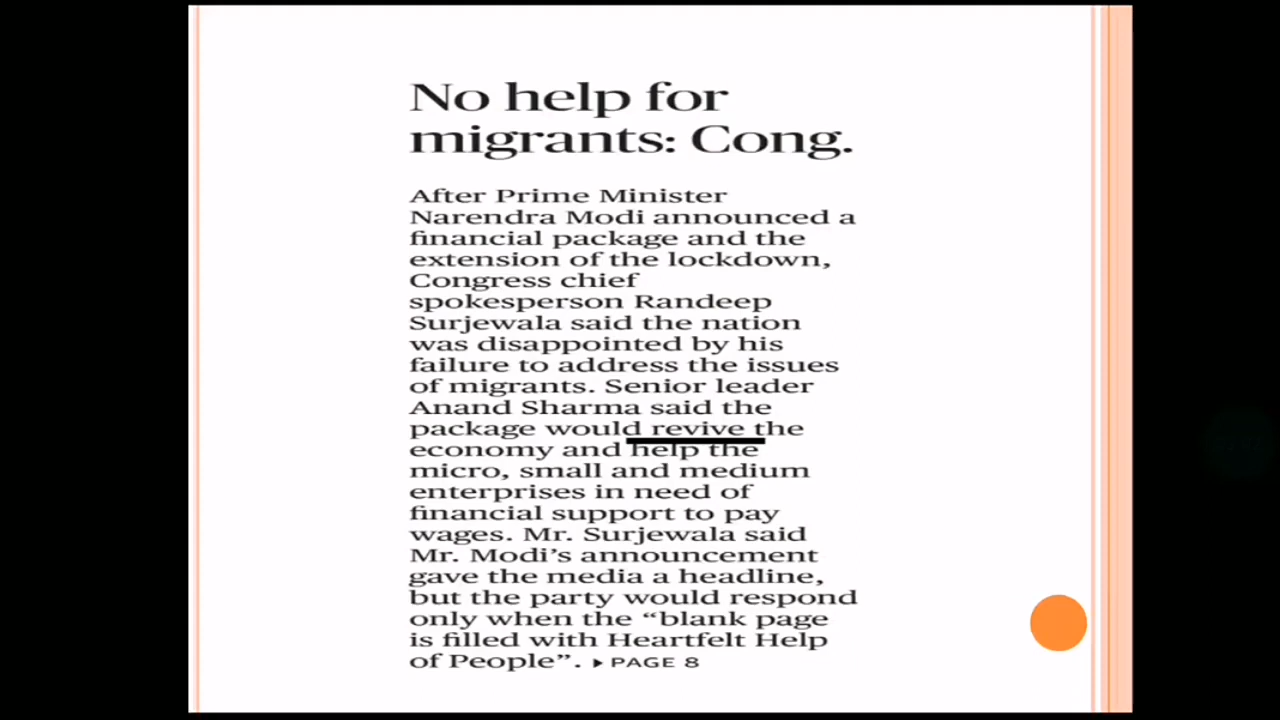 No help for
migrants: Cong.
After Prime Minister
Narendra Modi announced a
financial package and the
extension of the lockdown,
Congress chief
spokesperson Randeep
Surjewala said the nation
was disappointed by his
failure to address the issues
of migrants. Senior leader
Anand Sharma said the
package would revive the
economy and help the
micro, small and medium
enterprises in need of
financial support to pay
wages. Mr. Surjewala said
Mr. Modi’s announcement
gave the media a headline,
but the party would respond
only when the “blank page
is filled with Heartfelt Help
of People”. ▸ PAGE 8